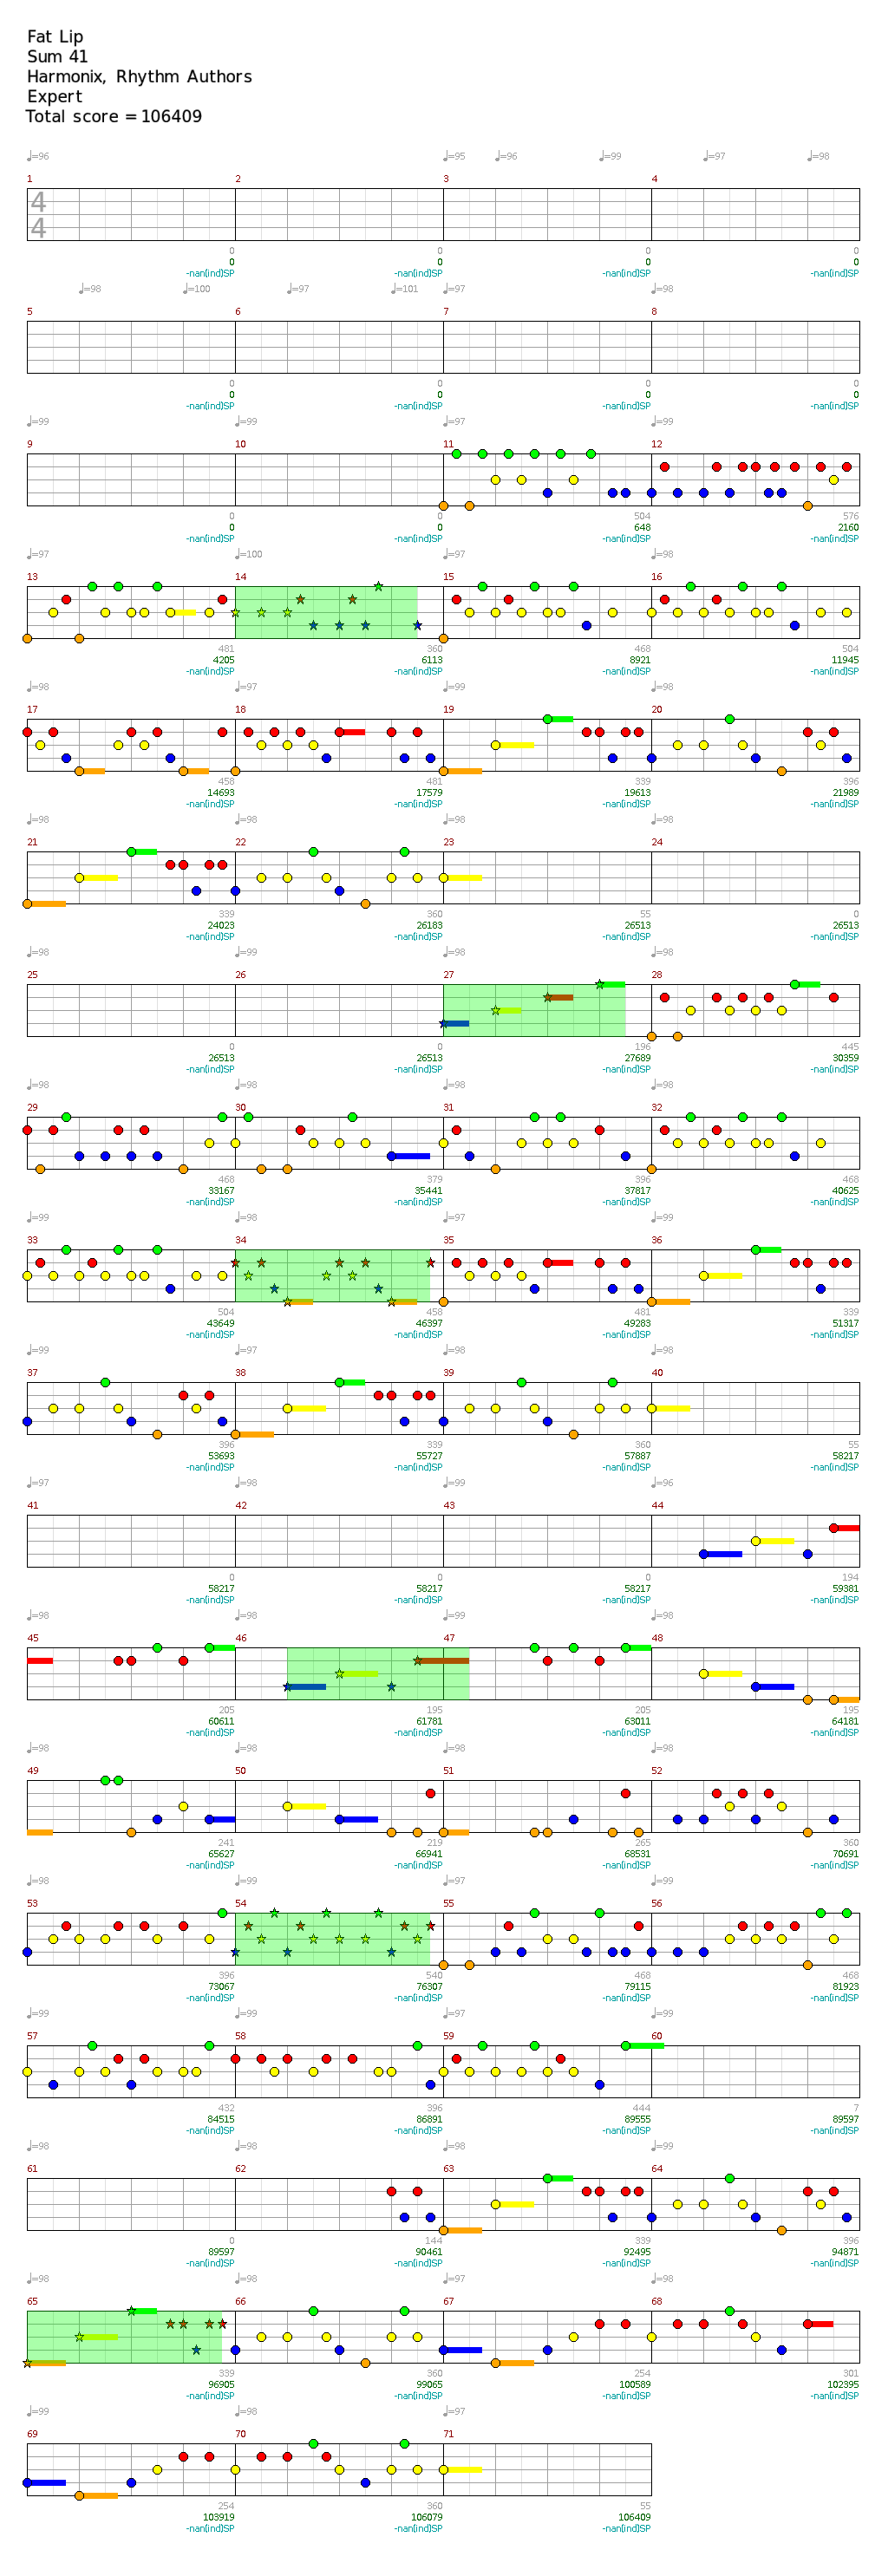 Fat Lip
Sum 41
Harmonix, Rhythm Authors
Expert
Total score = 106409
♩=96 ♩=95 ♩=96 ♩=99 ♩=97 ♩=98
1 2 3 4
4
4
0 0 0 0
0 0 0 0
-nan(ind)SP -nan(ind)SP -nan(ind)SP -nan(ind)SP
♩=98 ♩=100 ♩=97 ♩=101 ♩=97 ♩=98
5 6 7 8
0 0 0 0
0 0 0 0
-nan(ind)SP -nan(ind)SP -nan(ind)SP -nan(ind)SP
♩=99 ♩=99 ♩=97 ♩=99
9 10 11 12
0 0 504 576
0 0 648 2160
-nan(ind)SP -nan(ind)SP -nan(ind)SP -nan(ind)SP
♩=97 ♩=100 ♩=97 ♩=98
13 14 15 16
481 360 468 504
4205 6113 8921 11945
-nan(ind)SP -nan(ind)SP -nan(ind)SP -nan(ind)SP
♩=98 ♩=97 ♩=99 ♩=98
17 18 19 20
458 481 339 396
14693 17579 19613 21989
-nan(ind)SP -nan(ind)SP -nan(ind)SP -nan(ind)SP
♩=98 ♩=98 ♩=98 ♩=98
21 22 23 24
339 360 55 0
24023 26183 26513 26513
-nan(ind)SP -nan(ind)SP -nan(ind)SP -nan(ind)SP
♩=98 ♩=99 ♩=98 ♩=98
25 26 27 28
0 0 196 445
26513 26513 27689 30359
-nan(ind)SP -nan(ind)SP -nan(ind)SP -nan(ind)SP
♩=98 ♩=98 ♩=98 ♩=98
29 30 31 32
468 379 396 468
33167 35441 37817 40625
-nan(ind)SP -nan(ind)SP -nan(ind)SP -nan(ind)SP
♩=99 ♩=98 ♩=98 ♩=98
33 34 35 36
504 458 481 339
43649 46397 49283 51317
-nan(ind)SP -nan(ind)SP -nan(ind)SP -nan(ind)SP
♩=99 ♩=97 ♩=98 ♩=98
37 38 39 40
396 339 360 55
53693 55727 57887 58217
-nan(ind)SP -nan(ind)SP -nan(ind)SP -nan(ind)SP
♩=97 ♩=98 ♩=99 ♩=96
41 42 43 44
0 0 0 194
58217 58217 58217 59381
-nan(ind)SP -nan(ind)SP -nan(ind)SP -nan(ind)SP
♩=98 ♩=98 ♩=99 ♩=98
45 46 47 48
205 195 205 195
60611 61781 63011 64181
-nan(ind)SP -nan(ind)SP -nan(ind)SP -nan(ind)SP
♩=98 ♩=98 ♩=98 ♩=98
49 50 51 52
241 219 265 360
65627 66941 68531 70691
-nan(ind)SP -nan(ind)SP -nan(ind)SP -nan(ind)SP
♩=98 ♩=99 ♩=97 ♩=99
53 54 55 56
396 540 468 468
73067 76307 79115 81923
-nan(ind)SP -nan(ind)SP -nan(ind)SP -nan(ind)SP
♩=99 ♩=99 ♩=97 ♩=99
57 58 59 60
432 396 444 7
84515 86891 89555 89597
-nan(ind)SP -nan(ind)SP -nan(ind)SP -nan(ind)SP
♩=98 ♩=98 ♩=98 ♩=99
61 62 63 64
0 144 339 396
89597 90461 92495 94871
-nan(ind)SP -nan(ind)SP -nan(ind)SP -nan(ind)SP
♩=98 ♩=98 ♩=97 ♩=98
65 66 67 68
339 360 254 301
96905 99065 100589 102395
-nan(ind)SP -nan(ind)SP -nan(ind)SP -nan(ind)SP
♩=99 ♩=98 ♩=97
69 70 71
254 360 55
103919 106079 106409
-nan(ind)SP -nan(ind)SP -nan(ind)SP